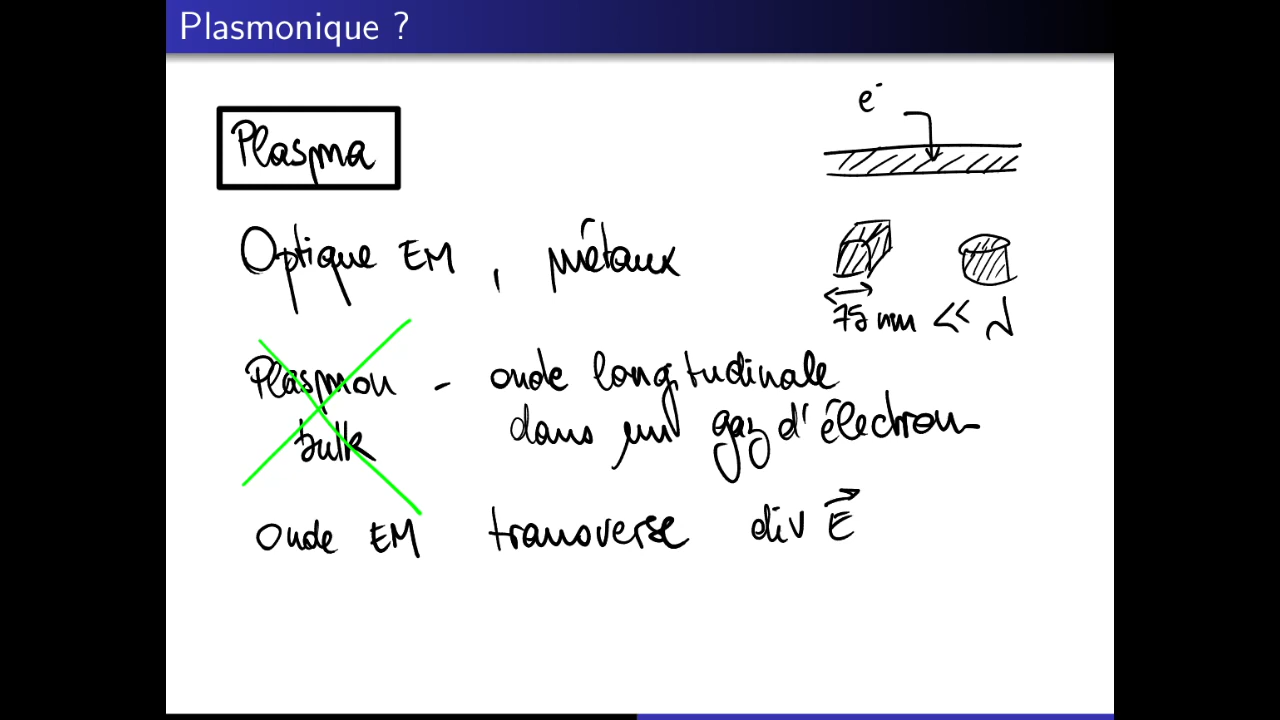 Plasmonique ?
e⁻
Plasma
Optique EM, métaux
75 nm << λ
Plasmon - onde longitudinale
bulk dans un gaz d'électron
Onde EM transverse div E⃗